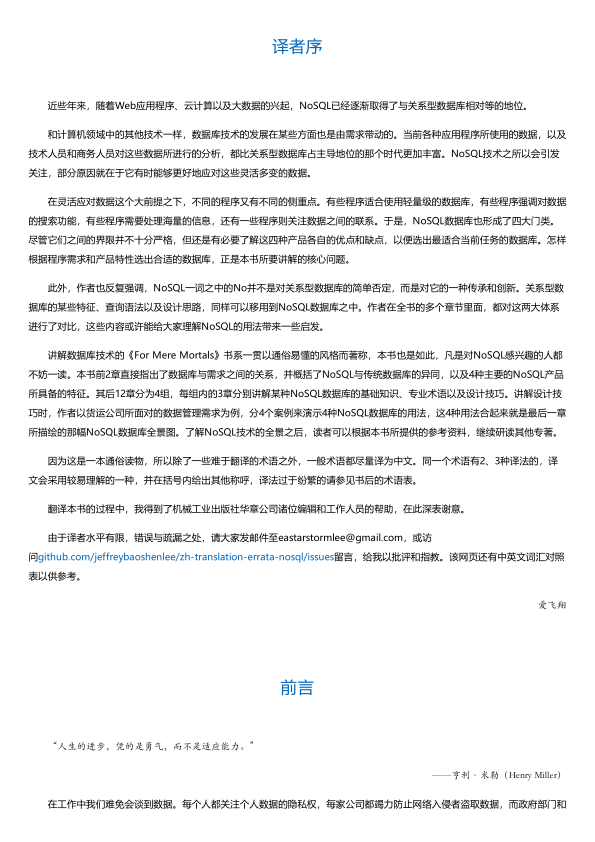 译者序
近些年来，随着Web应用程序、云计算以及大数据的兴起，NoSQL已经逐渐取得了与关系型数据库相对等的地位。
和计算机领域中的其他技术一样，数据库技术的发展在某些方面也是由需求带动的。当前各种应用程序所使用的数据，以及
技术人员和商务人员对这些数据所进行的分析，都比关系型数据库占主导地位的那个时代更加丰富。NoSQL技术之所以会引发
关注，部分原因就在于它有时能够更好地应对这些灵活多变的数据。
在灵活应对数据这个大前提之下，不同的程序又有不同的侧重点。有些程序适合使用轻量级的数据库，有些程序强调对数据
的搜索功能，有些程序需要处理海量的信息，还有一些程序则关注数据之间的联系。于是，NoSQL数据库也形成了四大门类。
尽管它们之间的界限并不十分严格，但还是有必要了解这四种产品各自的优点和缺点，以便选出最适合当前任务的数据库。怎样
根据程序需求和产品特性选出合适的数据库，正是本书所要讲解的核心问题。
此外，作者也反复强调，NoSQL一词之中的No并不是对关系型数据库的简单否定，而是对它的一种传承和创新。关系型数
据库的某些特征、查询语法以及设计思路，同样可以移用到NoSQL数据库之中。作者在全书的多个章节里面，都对这两大体系
进行了对比，这些内容或许能给大家理解NoSQL的用法带来一些启发。
讲解数据库技术的《For Mere Mortals》书系一贯以通俗易懂的风格而著称，本书也是如此，凡是对NoSQL感兴趣的人都
不妨一读。本书前2章直接指出了数据库与需求之间的关系，并概括了NoSQL与传统数据库的异同，以及4种主要的NoSQL产品
所具备的特征。其后12章分为4组，每组内的3章分别讲解某种NoSQL数据库的基础知识、专业术语以及设计技巧。讲解设计技
巧时，作者以货运公司所面对的数据管理需求为例，分4个案例来演示4种NoSQL数据库的用法，这4种用法合起来就是最后一章
所描绘的那幅NoSQL数据库全景图。了解NoSQL技术的全景之后，读者可以根据本书所提供的参考资料，继续研读其他专著。
因为这是一本通俗读物，所以除了一些难于翻译的术语之外，一般术语都尽量译为中文。同一个术语有2、3种译法的，译
文会采用较易理解的一种，并在括号内给出其他称呼，译法过于纷繁的请参见书后的术语表。
翻译本书的过程中，我得到了机械工业出版社华章公司诸位编辑和工作人员的帮助，在此深表谢意。
由于译者水平有限，错误与疏漏之处，请大家发邮件至eastarstormlee@gmail.com，或访
问github.com/jeffreybaoshenlee/zh-translation-errata-nosql/issues留言，给我以批评和指教。该网页还有中英文词汇对照
表以供参考。
爱飞翔
前言
“人生的进步，凭的是勇气，而不是适应能力。”
——亨利·米勒（Henry Miller）
在工作中我们难免会谈到数据。每个人都关注个人数据的隐私权，每家公司都竭力防止网络入侵者盗取数据，而政府部门和